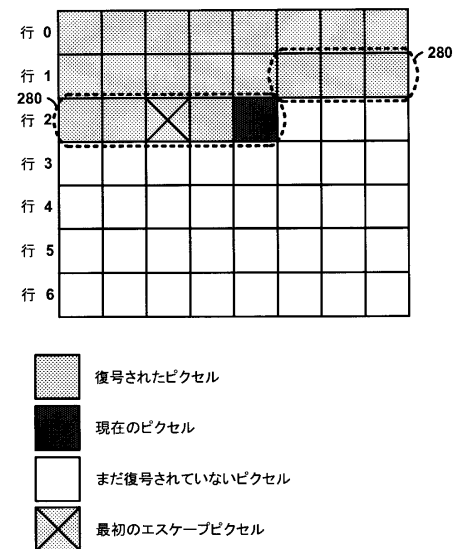 行 0
280
行 1
280
行 2
行 3
行 4
行 5
行 6
復号されたピクセル
現在のピクセル
まだ復号されていないピクセル
最初のエスケープピクセル